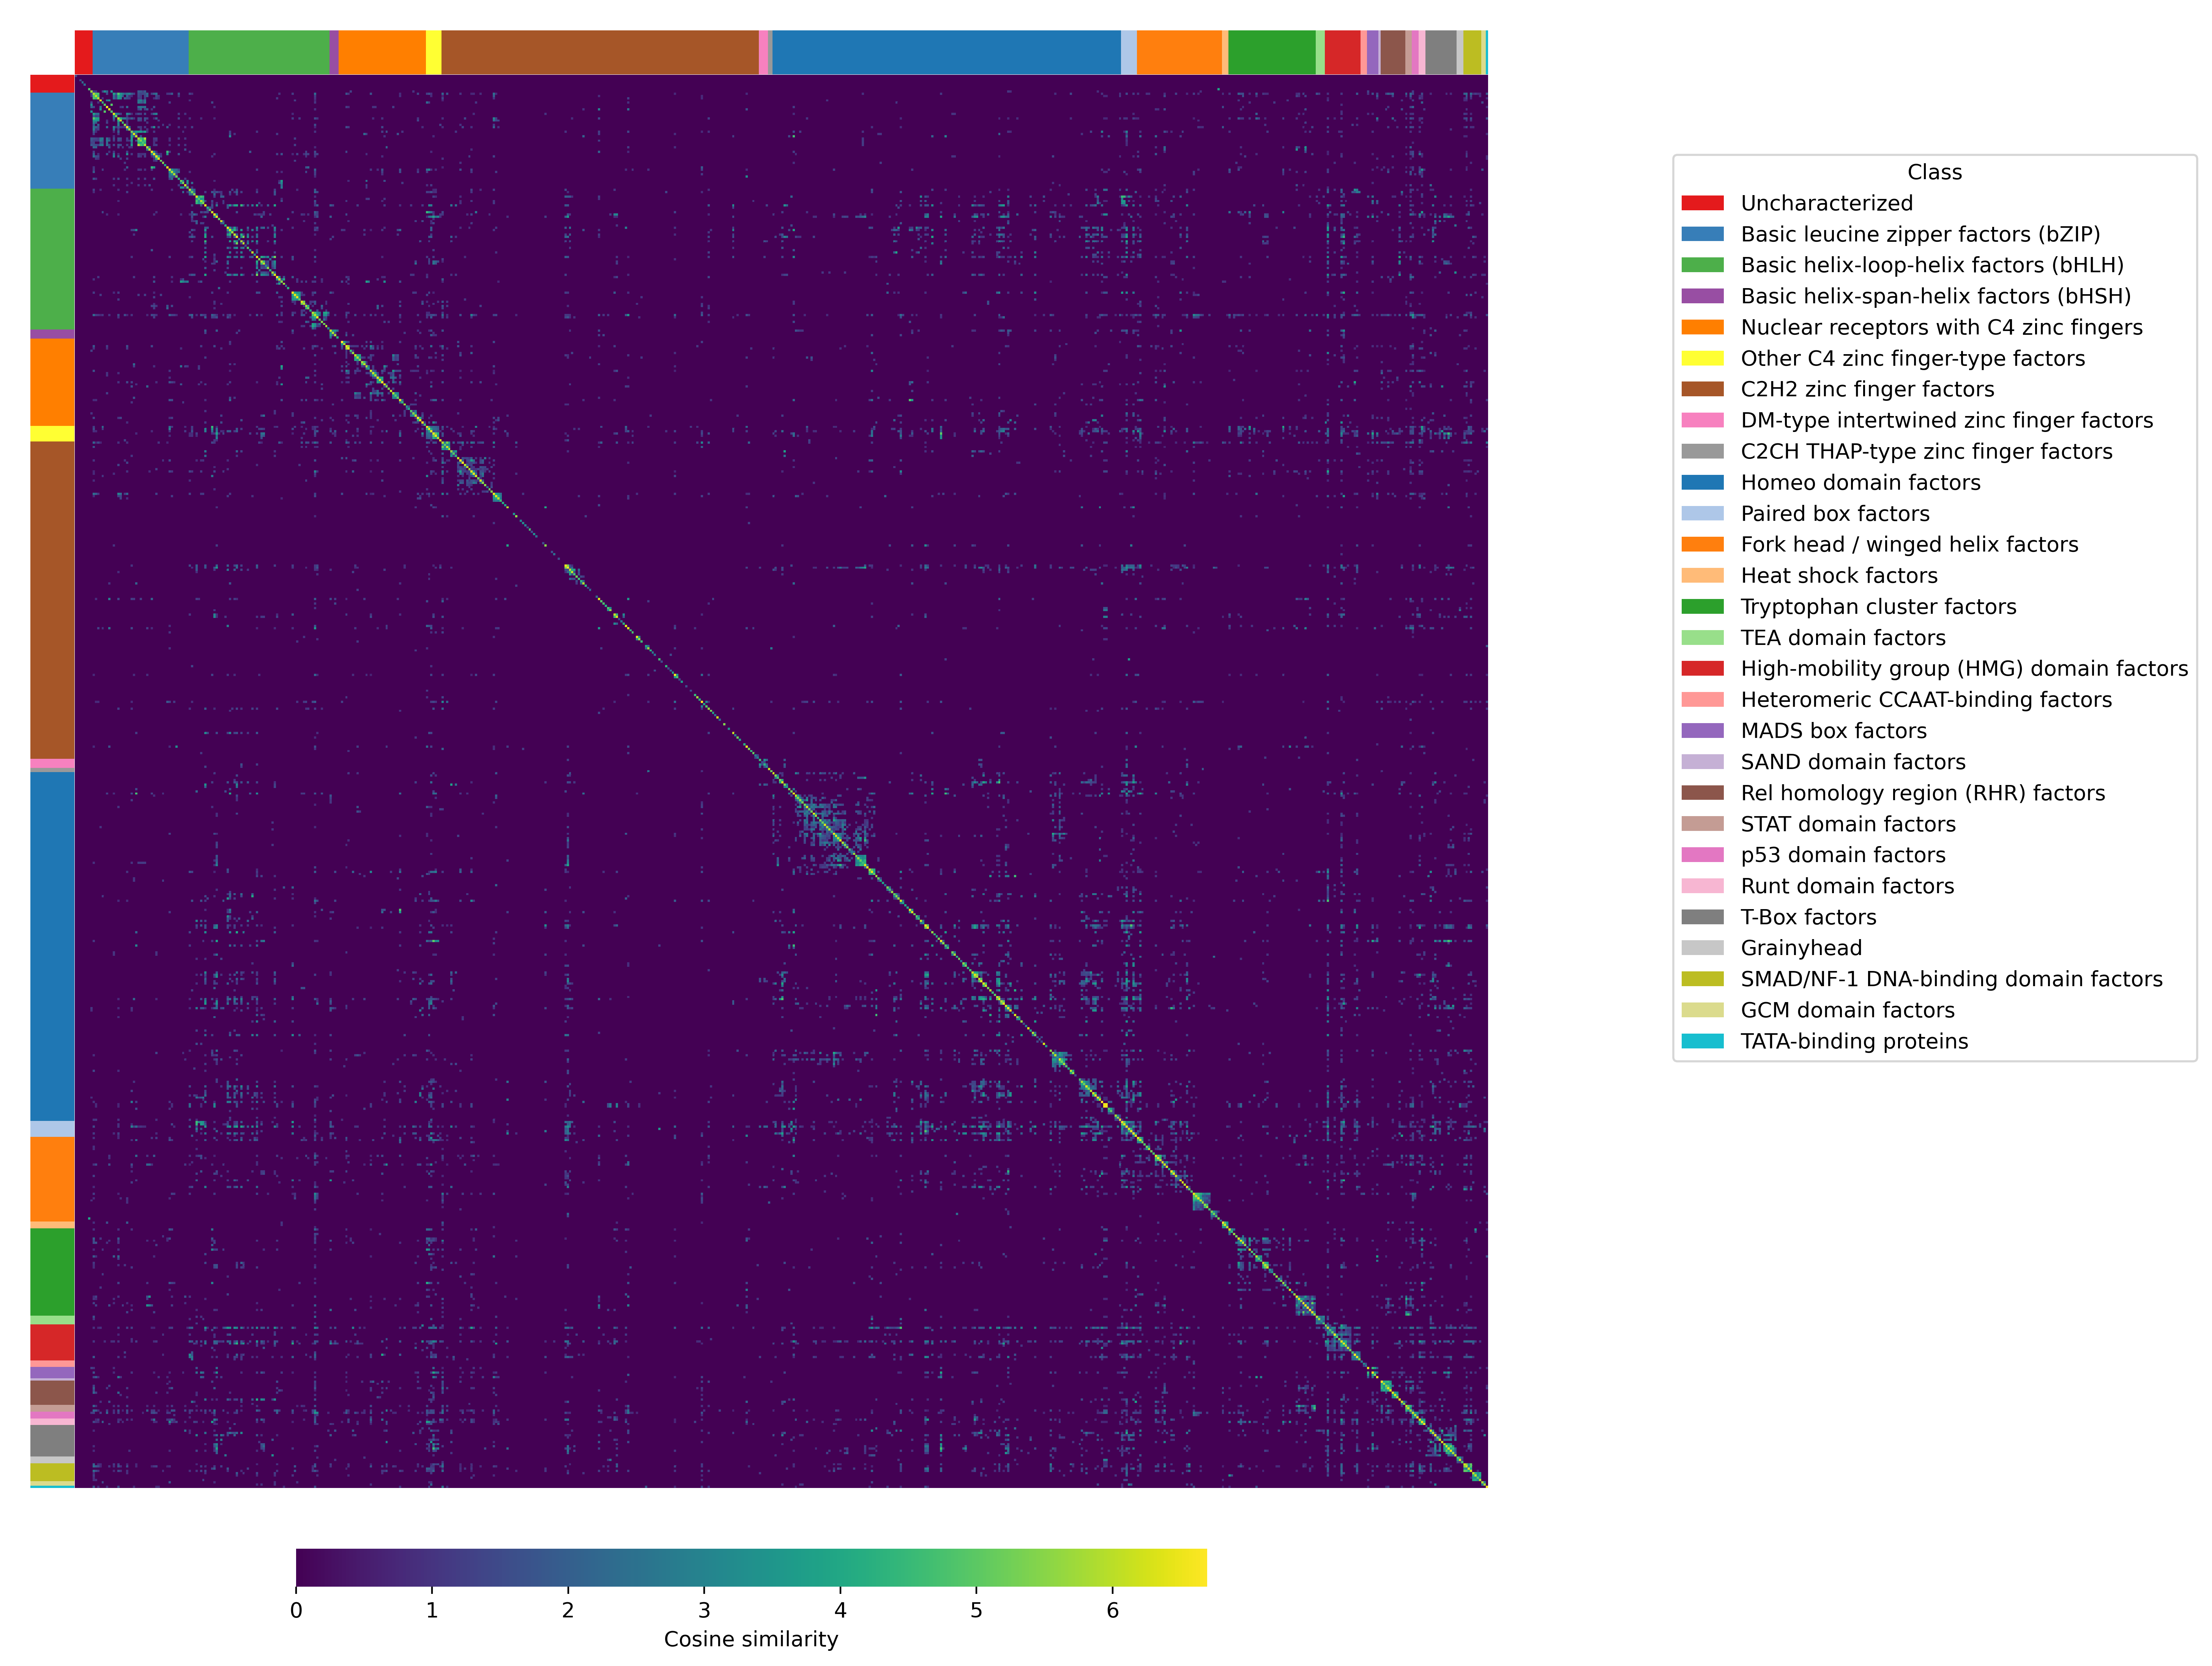 Class
Uncharacterized
Basic leucine zipper factors (bZIP)
Basic helix-loop-helix factors (bHLH)
Basic helix-span-helix factors (bHSH)
Nuclear receptors with C4 zinc fingers
Other C4 zinc finger-type factors
C2H2 zinc finger factors
DM-type intertwined zinc finger factors
C2CH THAP-type zinc finger factors
Homeo domain factors
Paired box factors
Fork head / winged helix factors
Heat shock factors
Tryptophan cluster factors
TEA domain factors
High-mobility group (HMG) domain factors
Heteromeric CCAAT-binding factors
MADS box factors
SAND domain factors
Rel homology region (RHR) factors
STAT domain factors
p53 domain factors
Runt domain factors
T-Box factors
Grainyhead
SMAD/NF-1 DNA-binding domain factors
GCM domain factors
TATA-binding proteins
0 1 2 3 4 5 6
Cosine similarity